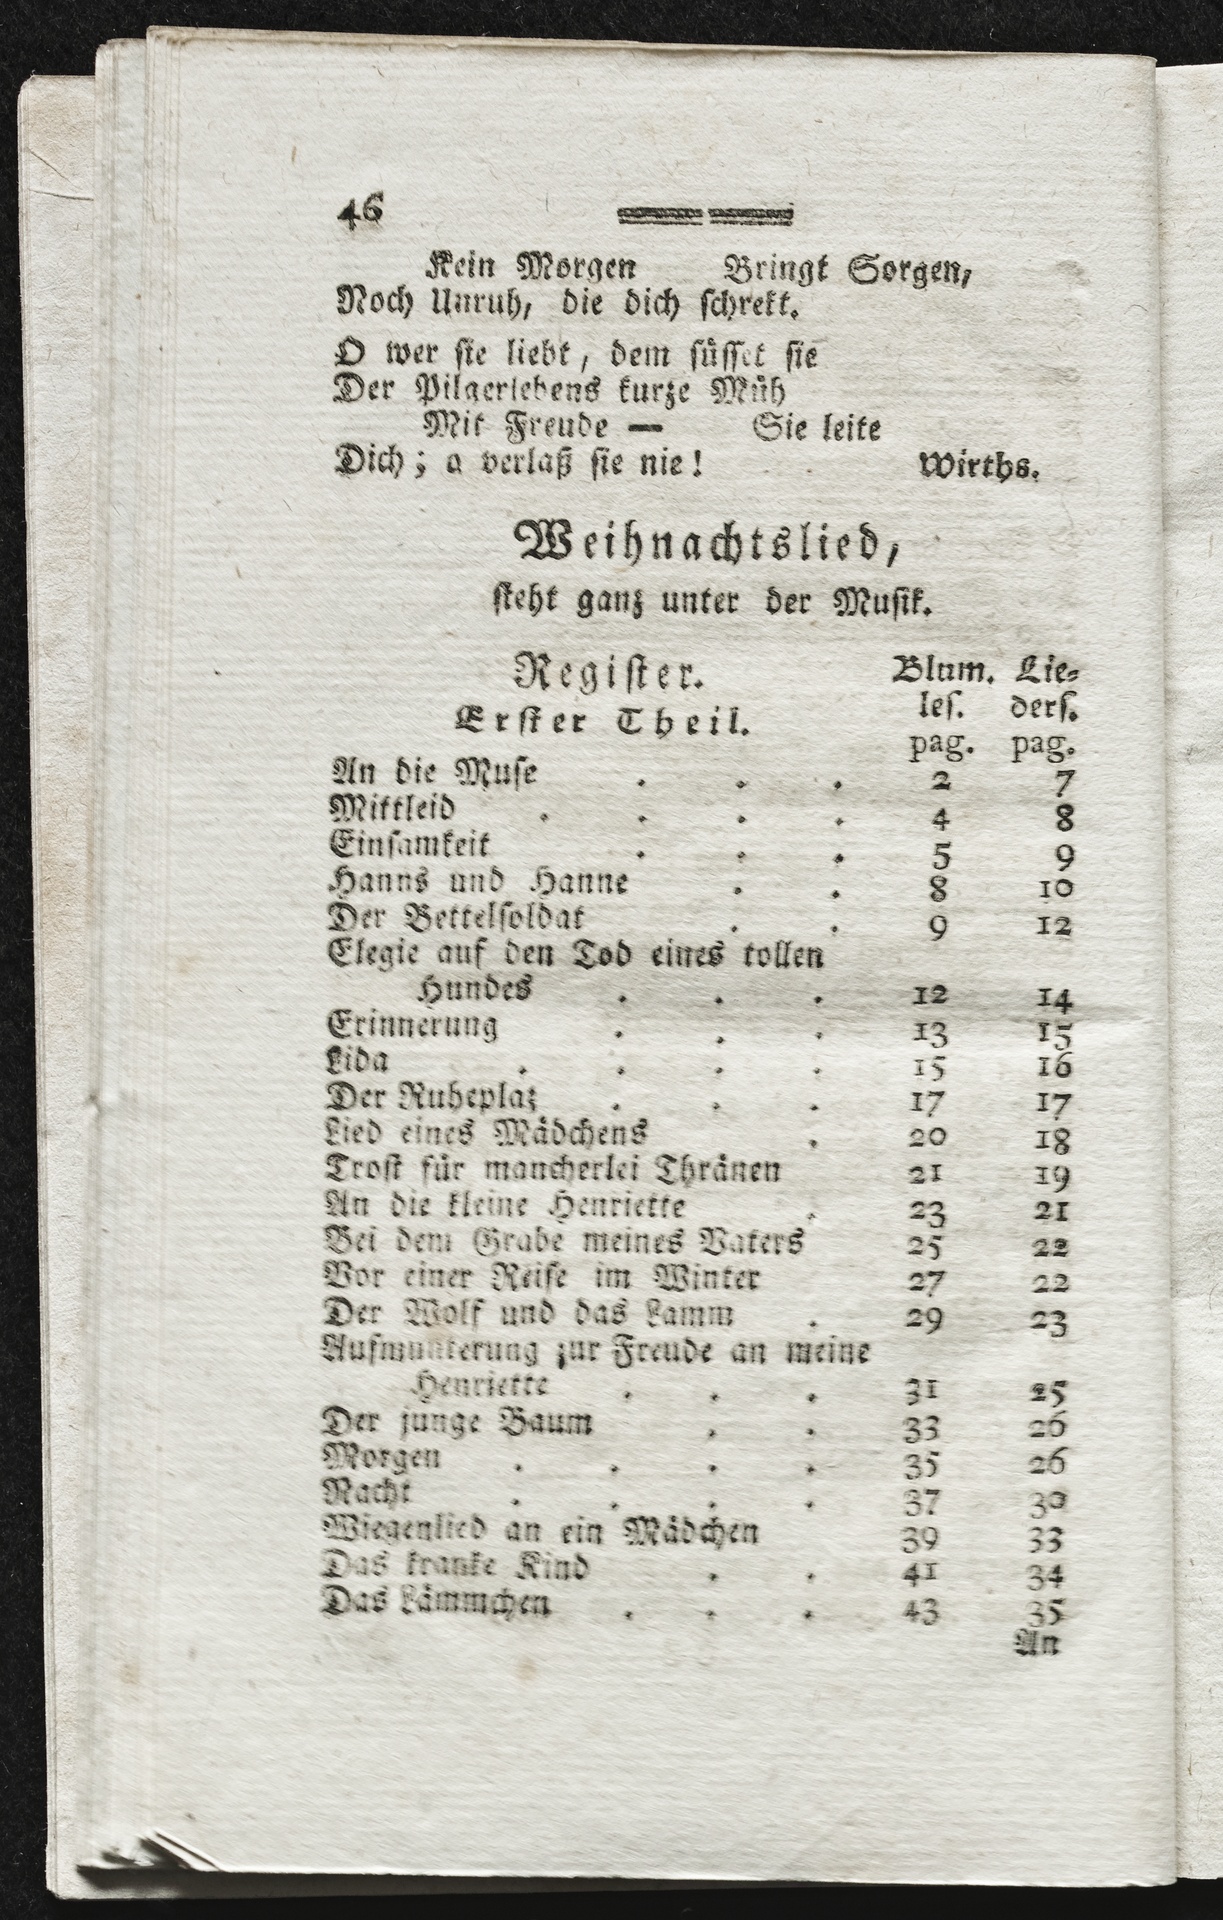 46
Kein Morgen Bringt Sorgen,
Noch Unruh, die dich schrekt.
O wer sie liebt, dem süsset sie
Der Pilgerlebens kurze Müh
Mit Freude — Sie leite
Dich; a verlaß sie nie! Wirths.
Weihnachtslied,
steht ganz unter der Musik.
Register. Blum. Lie-
Erster Theil. les. ders.
pag. pag.
An die Muse . . . 2 7
Mittleid . . . . 4 8
Einsamkeit . . . 5 9
Hanns und Hanne . . 8 10
Der Bettelsoldat . . 9 12
Elegie auf den Tod eines tollen
Hundes . . . 12 14
Erinnerung . . . 13 15
Lida . . . . 15 16
Der Ruheplaz . . . 17 17
Lied eines Mädchens . 20 18
Trost für mancherlei Thränen 21 19
An die kleine Henriette . 23 21
Bei dem Grabe meines Vaters 25 22
Vor einer Reise im Winter 27 22
Der Wolf und das Lamm . 29 23
Aufmunterung zur Freude an meine
Henriette . . . 31 25
Der junge Baum . . 33 26
Morgen . . . . 35 26
Nacht . . . . 37 30
Wiegenlied an ein Mädchen 39 33
Das kranke Kind . . 41 34
Das Lämmchen . . . 43 35
An